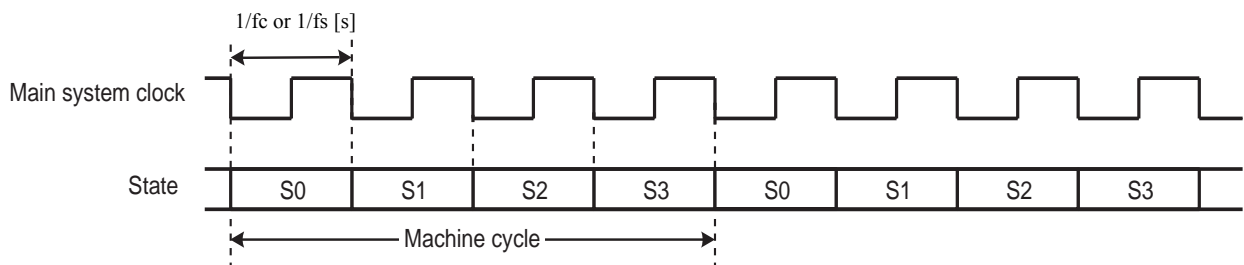 1/fc or 1/fs [s]
Main system clock
State S0 S1 S2 S3 S0 S1 S2 S3
Machine cycle